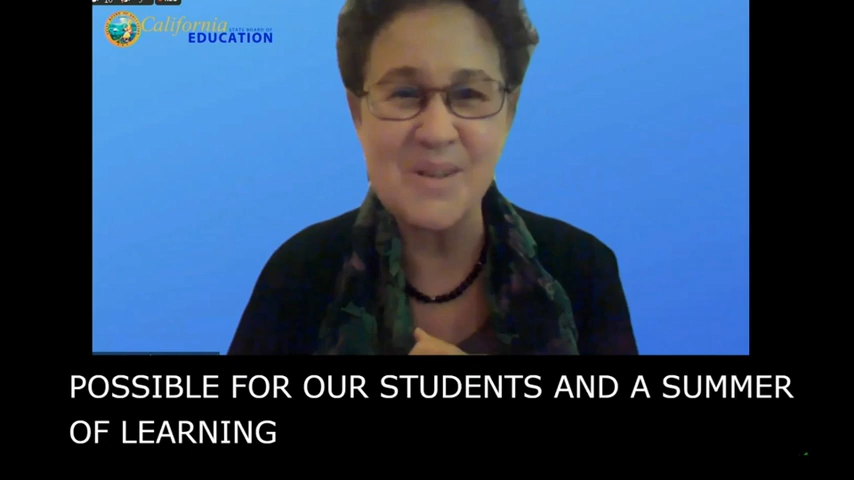 California
STATE BOARD OF
EDUCATION
POSSIBLE FOR OUR STUDENTS AND A SUMMER
OF LEARNING